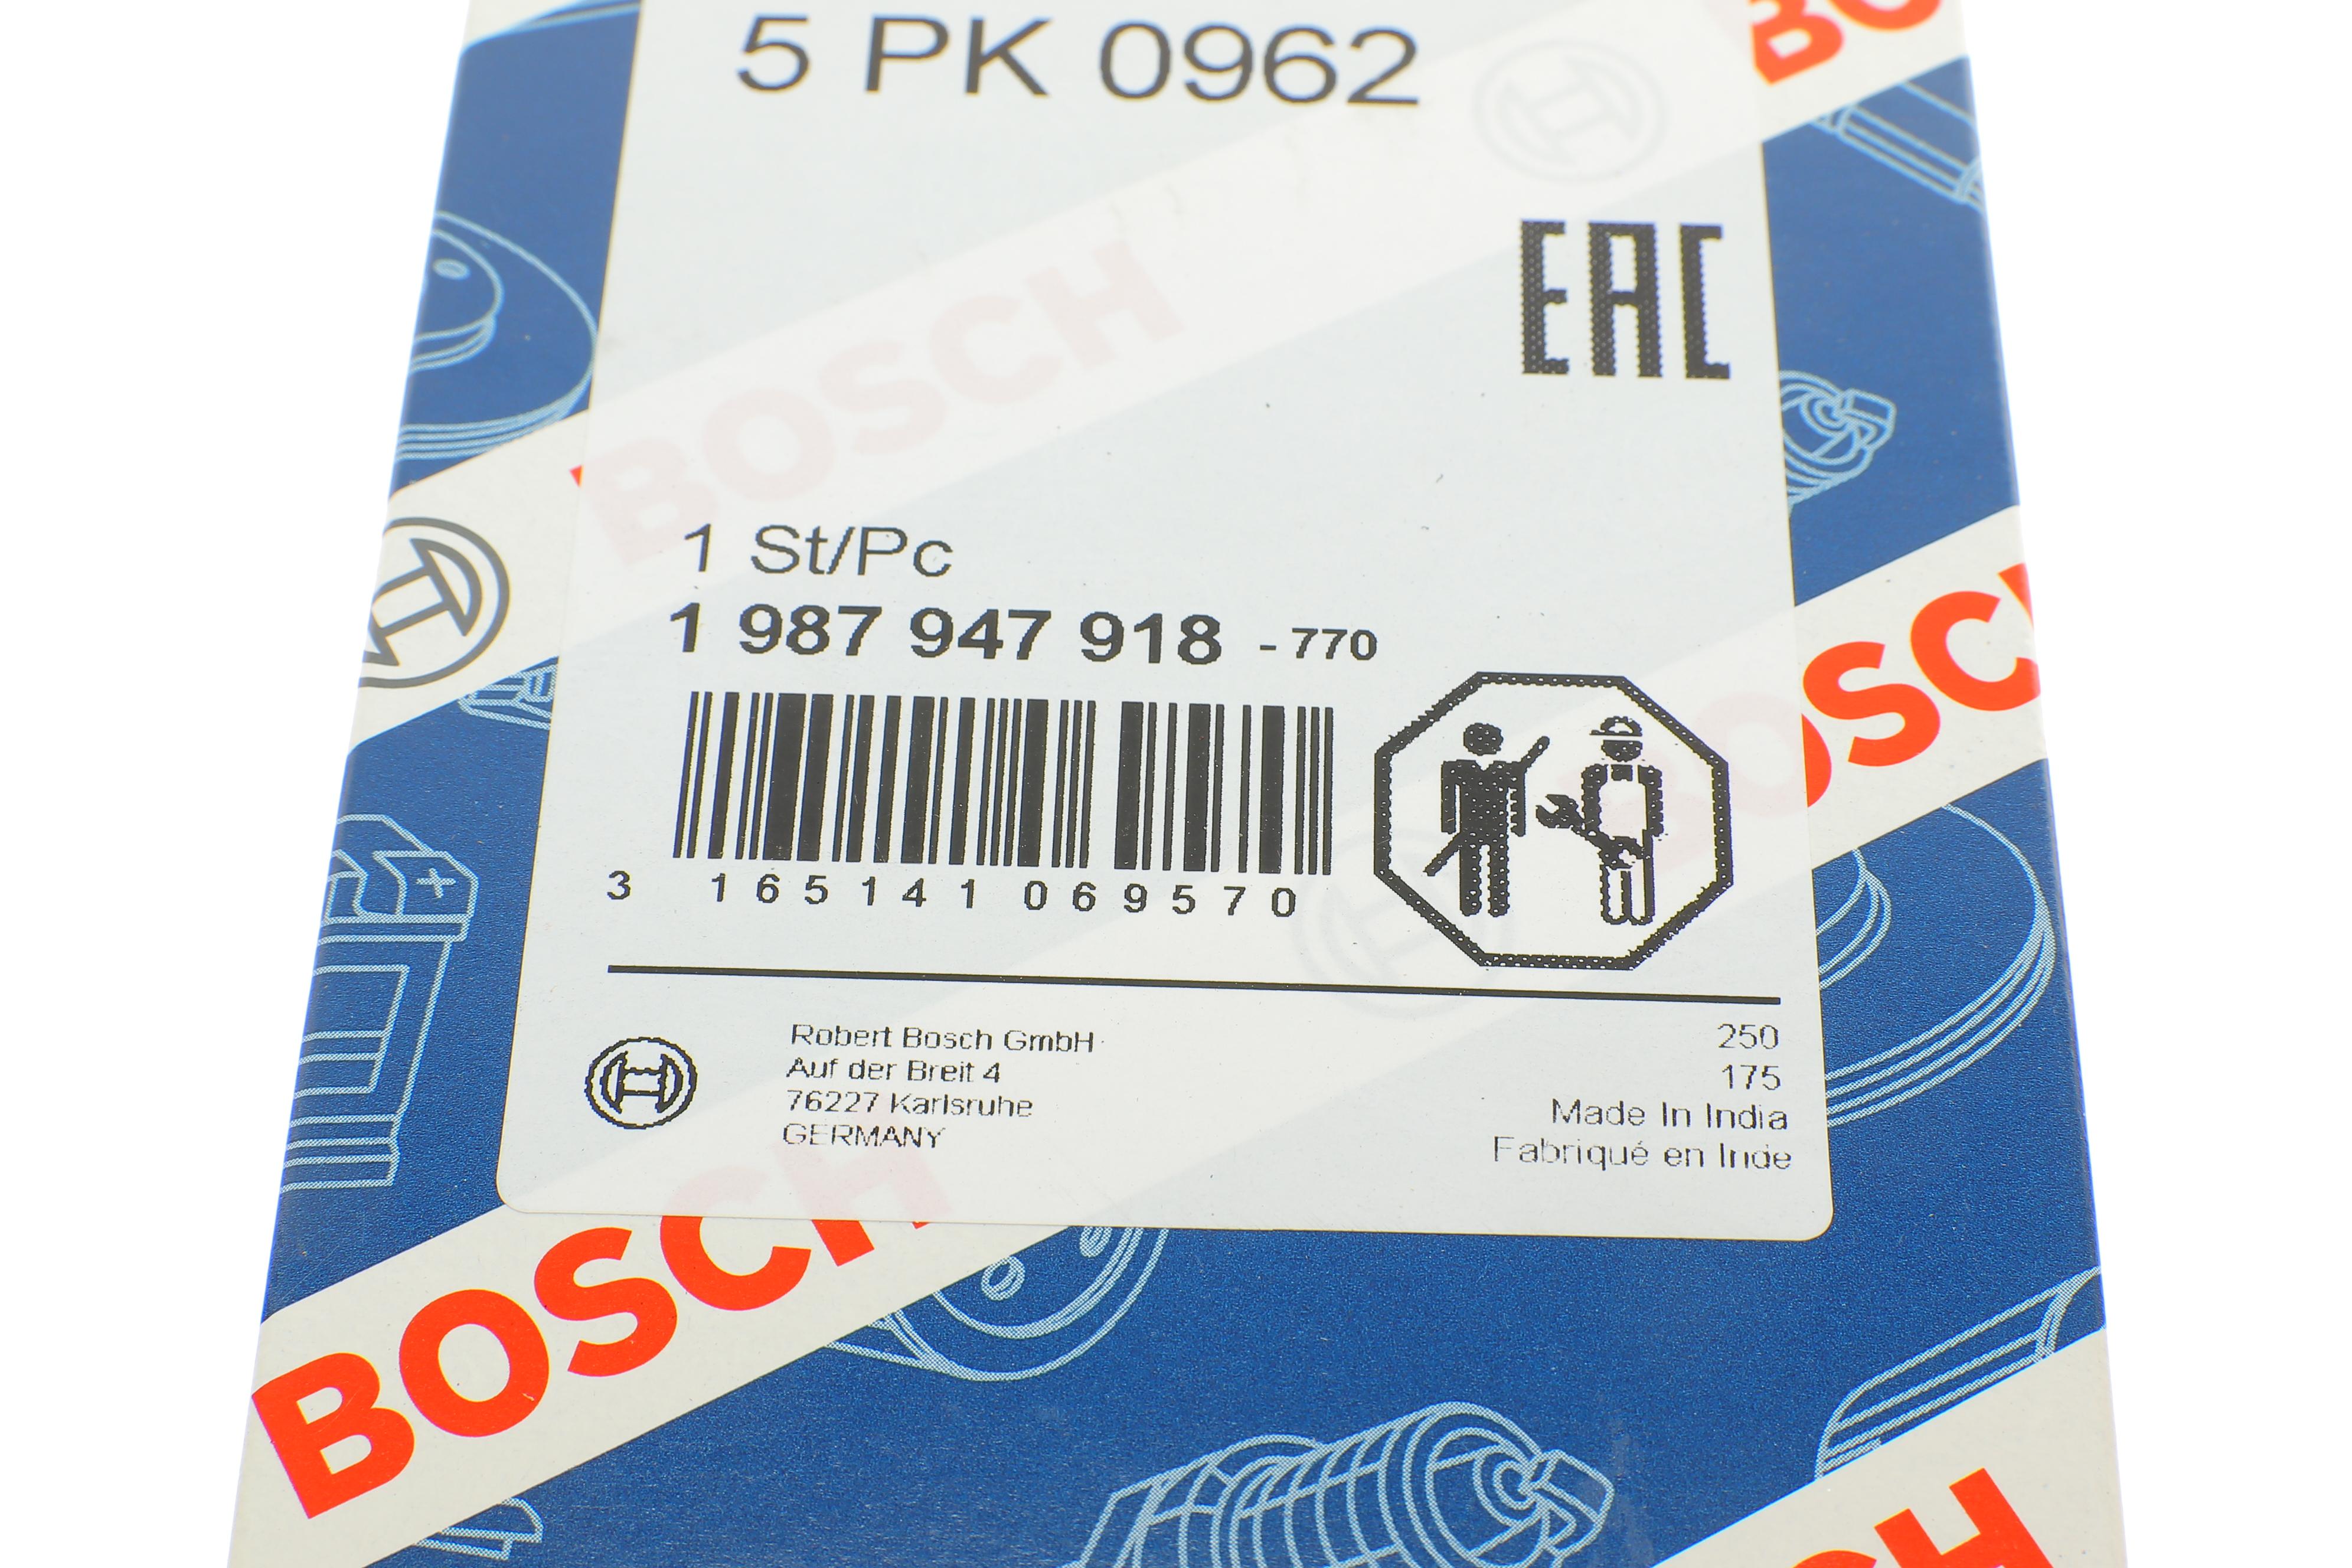 5 PK 0962
BOSCH
EAC
1 St/Pc
1 987 947 918 - 770
3 165141 069570
BOSCH
Robert Bosch GmbH
Auf der Breit 4
76227 Karlsruhe
GERMANY
250
175
Made In India
Fabriqué en Inde
BOSCH